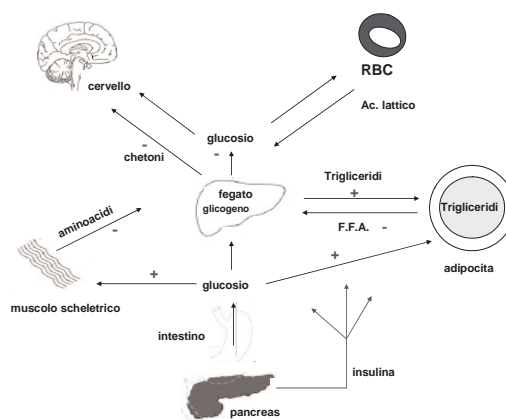 RBC
cervello
Ac. lattico
glucosio
-
chetoni
-
fegato
glicogeno
Trigliceridi
+
Trigliceridi
F.F.A. -
aminoacidi
-
adipocita
+
+
muscolo scheletrico
glucosio
intestino
insulina
pancreas